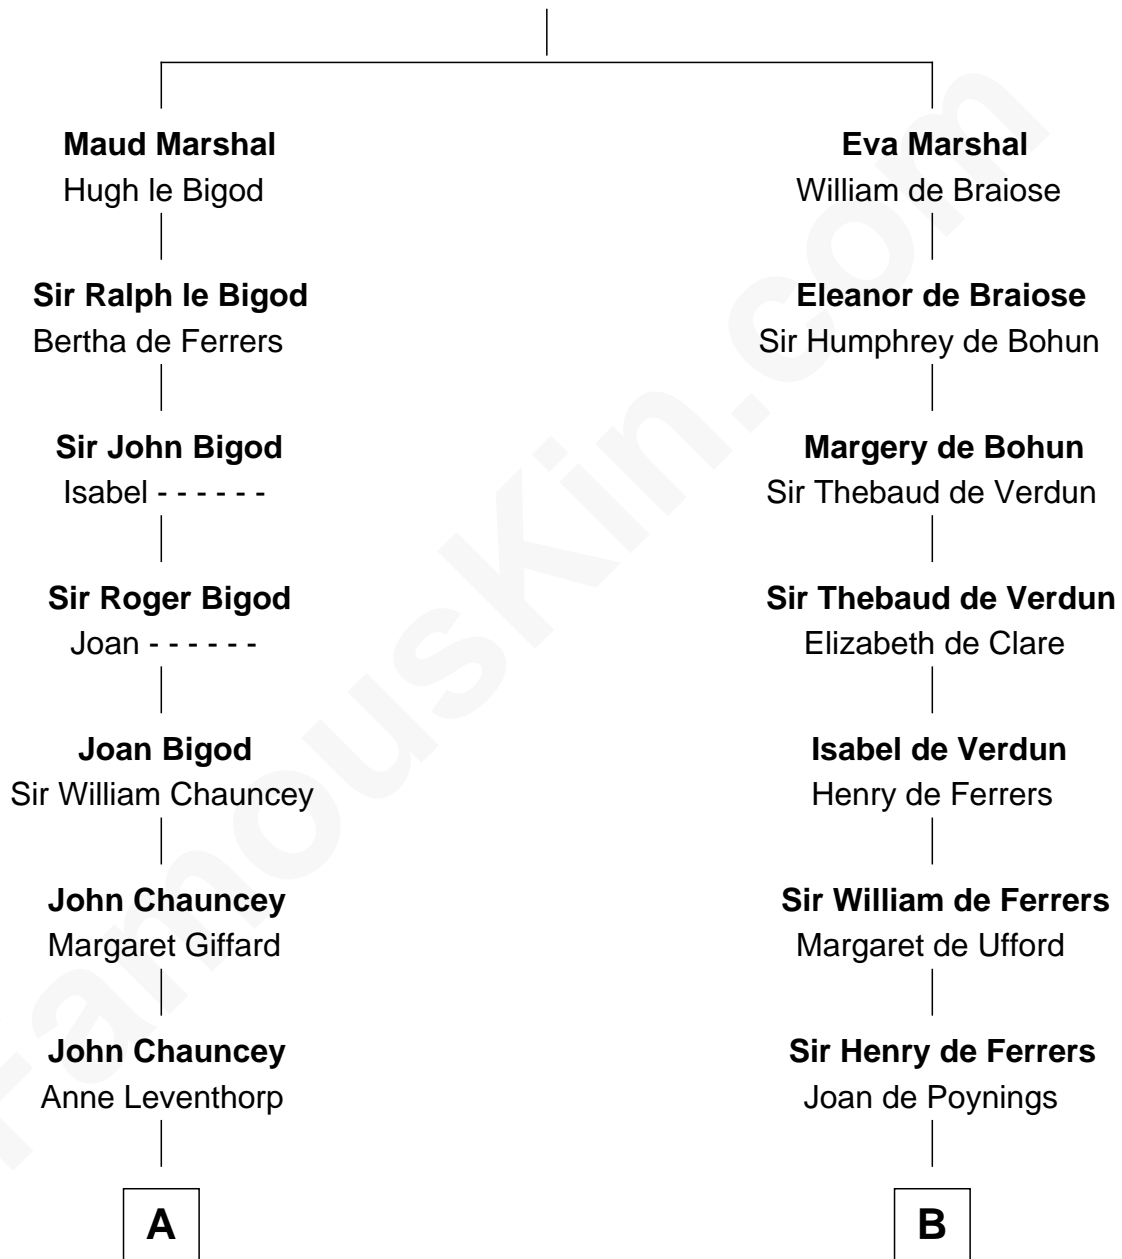 Maud Marshal
Hugh le Bigod
Eva Marshal
William de Braiose
Sir Ralph le Bigod
Bertha de Ferrers
Eleanor de Braiose
Sir Humphrey de Bohun
Sir John Bigod
Isabel - - - - - -
Margery de Bohun
Sir Thebaud de Verdun
Sir Roger Bigod
Joan - - - - - -
Sir Thebaud de Verdun
Elizabeth de Clare
Joan Bigod
Sir William Chauncey
Isabel de Verdun
Henry de Ferrers
John Chauncey
Margaret Giffard
Sir William de Ferrers
Margaret de Ufford
John Chauncey
Anne Leventhorp
Sir Henry de Ferrers
Joan de Poynings
A
B
FamousKin.com